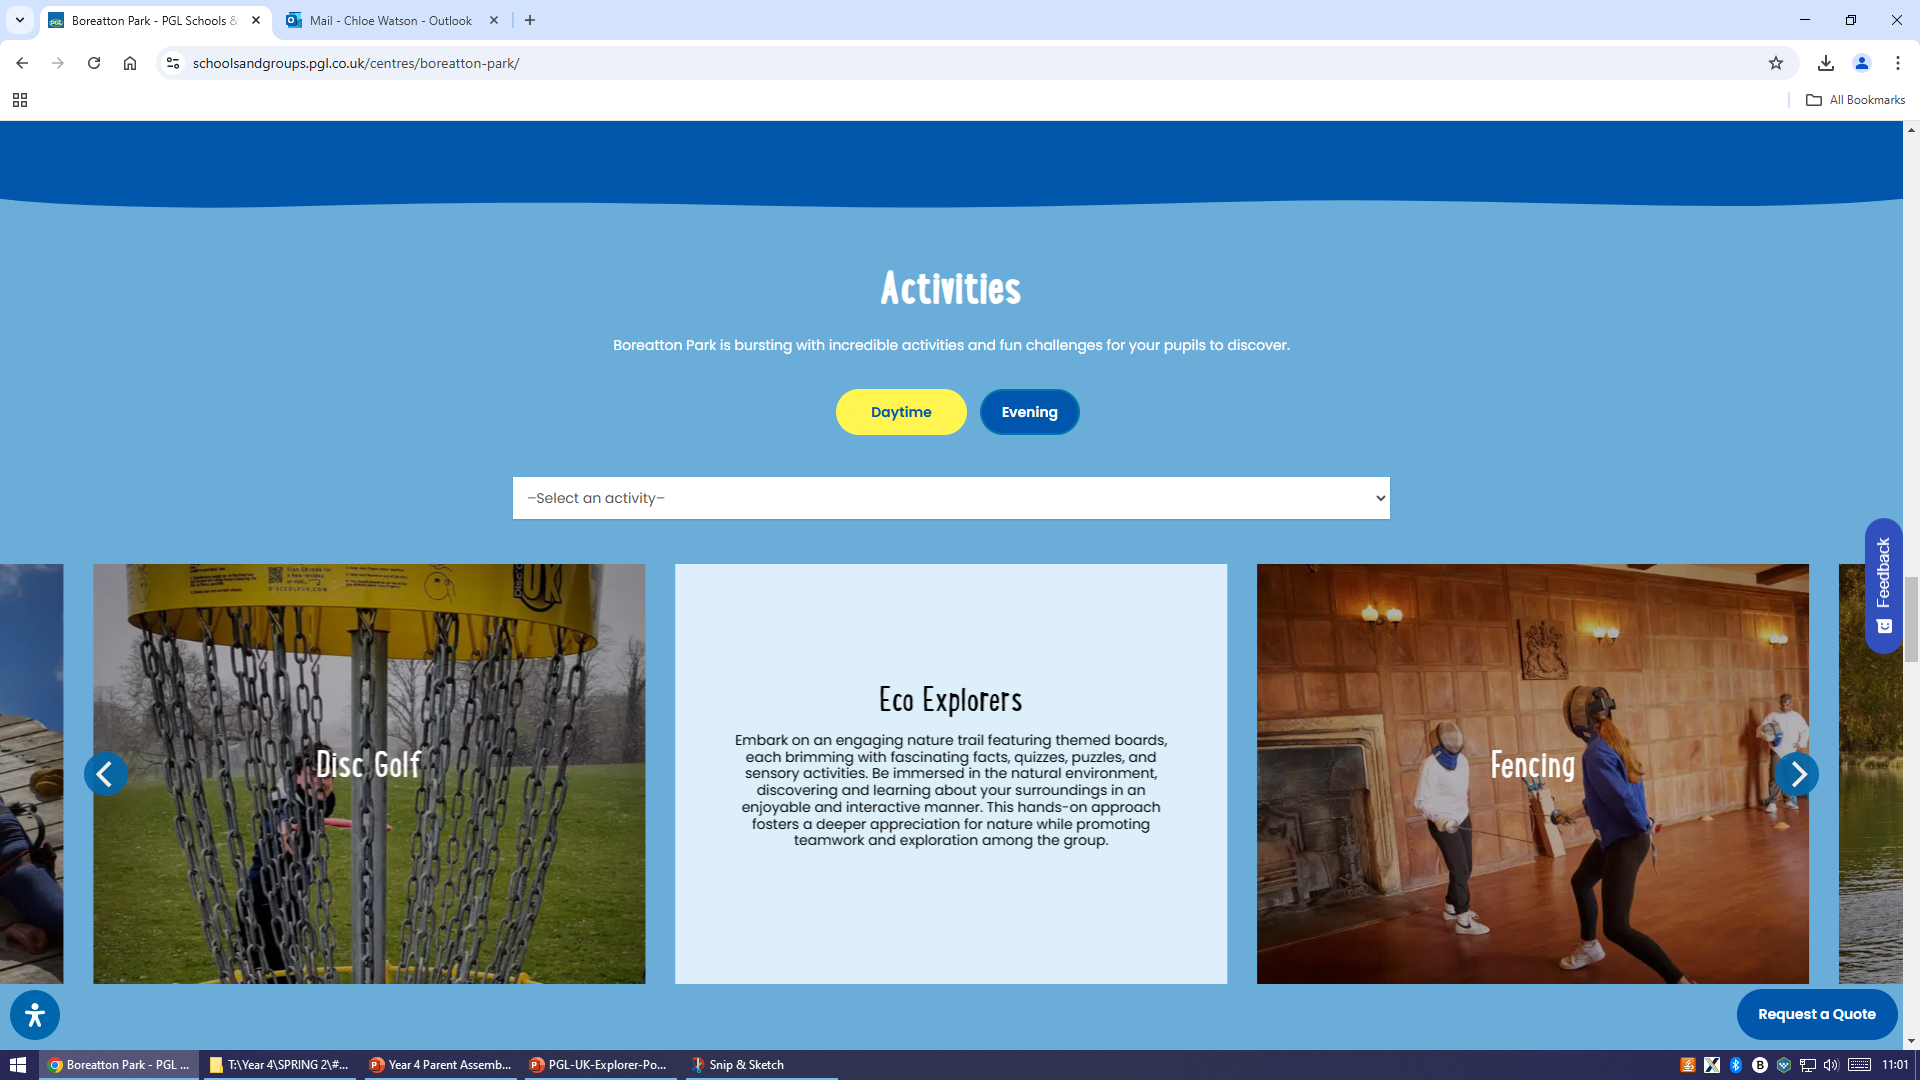 Boreatton Park - PGL Schools &
Mail - Chloe Watson - Outlook
schoolsandgroups.pgl.co.uk/centres/boreatton-park/
All Bookmarks
Activities
Boreatton Park is bursting with incredible activities and fun challenges for your pupils to discover.
Daytime
Evening
–Select an activity–
Feedback
DISCGOLFUK.COM
UK
Disc Golf
Eco Explorers
Embark on an engaging nature trail featuring themed boards,
each brimming with fascinating facts, quizzes, puzzles, and
sensory activities. Be immersed in the natural environment,
discovering and learning about your surroundings in an
enjoyable and interactive manner. This hands-on approach
fosters a deeper appreciation for nature while promoting
teamwork and exploration among the group.
Fencing
Request a Quote
Boreatton Park - PGL ...
T:\Year 4\SPRING 2\#...
Year 4 Parent Assemb...
PGL-UK-Explorer-Po...
Snip & Sketch
11:01